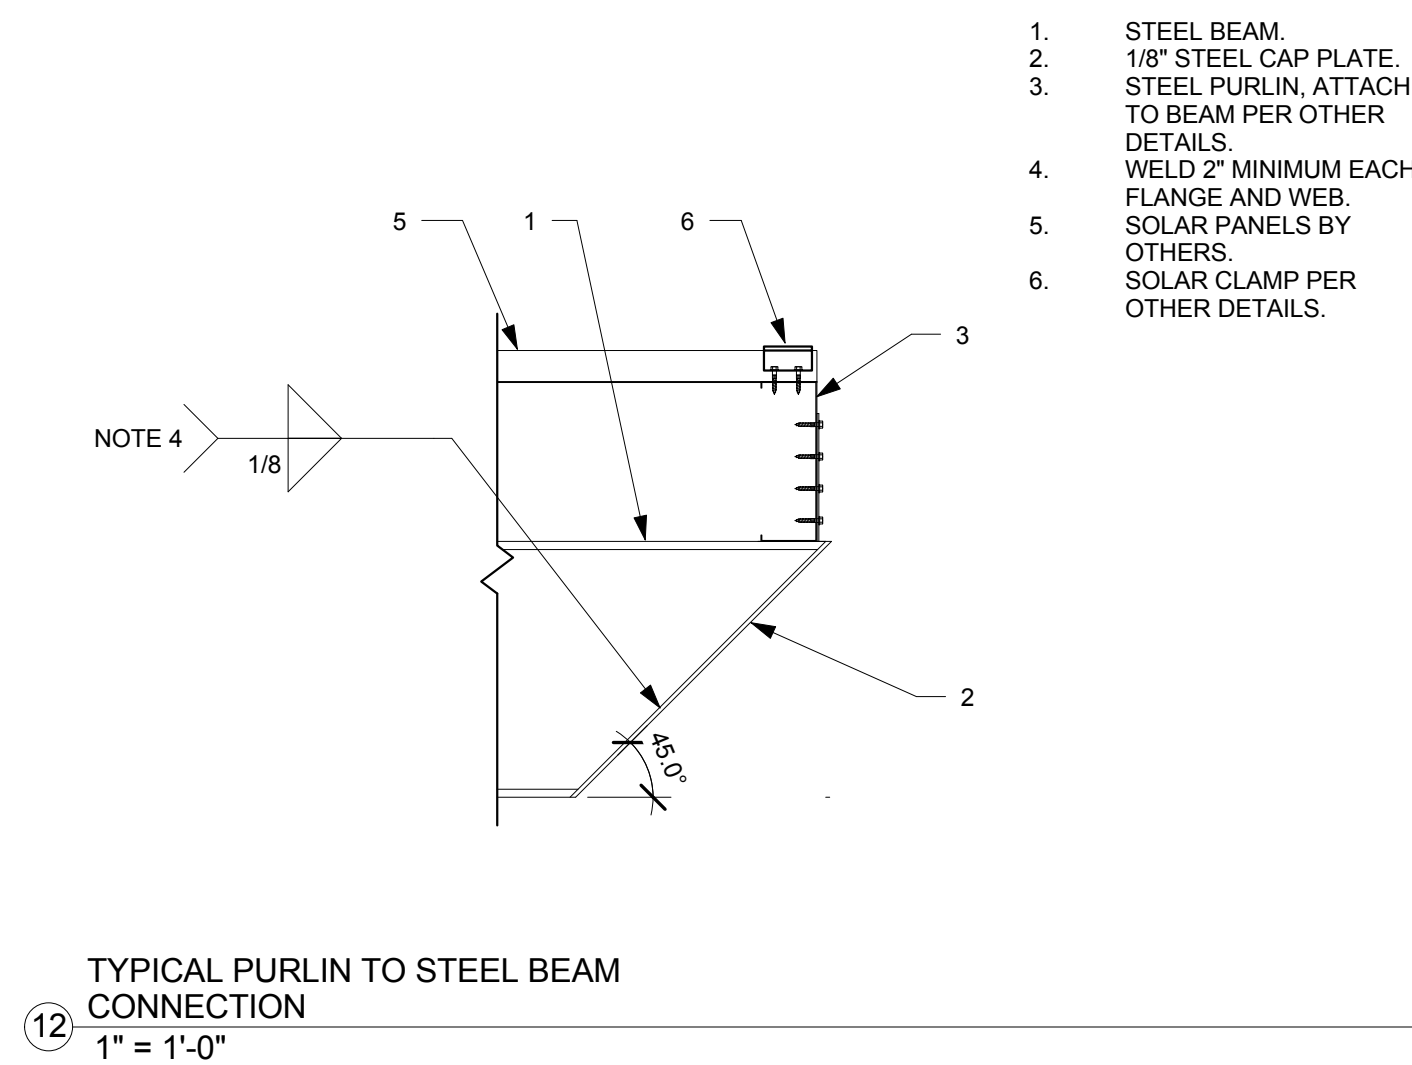 1. STEEL BEAM.
2. 1/8" STEEL CAP PLATE.
3. STEEL PURLIN, ATTACH
TO BEAM PER OTHER
DETAILS.
4. WELD 2" MINIMUM EACH
FLANGE AND WEB.
5. SOLAR PANELS BY
OTHERS.
6. SOLAR CLAMP PER
OTHER DETAILS.
5 1 6
3
NOTE 4
1/8
2
45.0°
TYPICAL PURLIN TO STEEL BEAM
CONNECTION
12
1" = 1'-0"